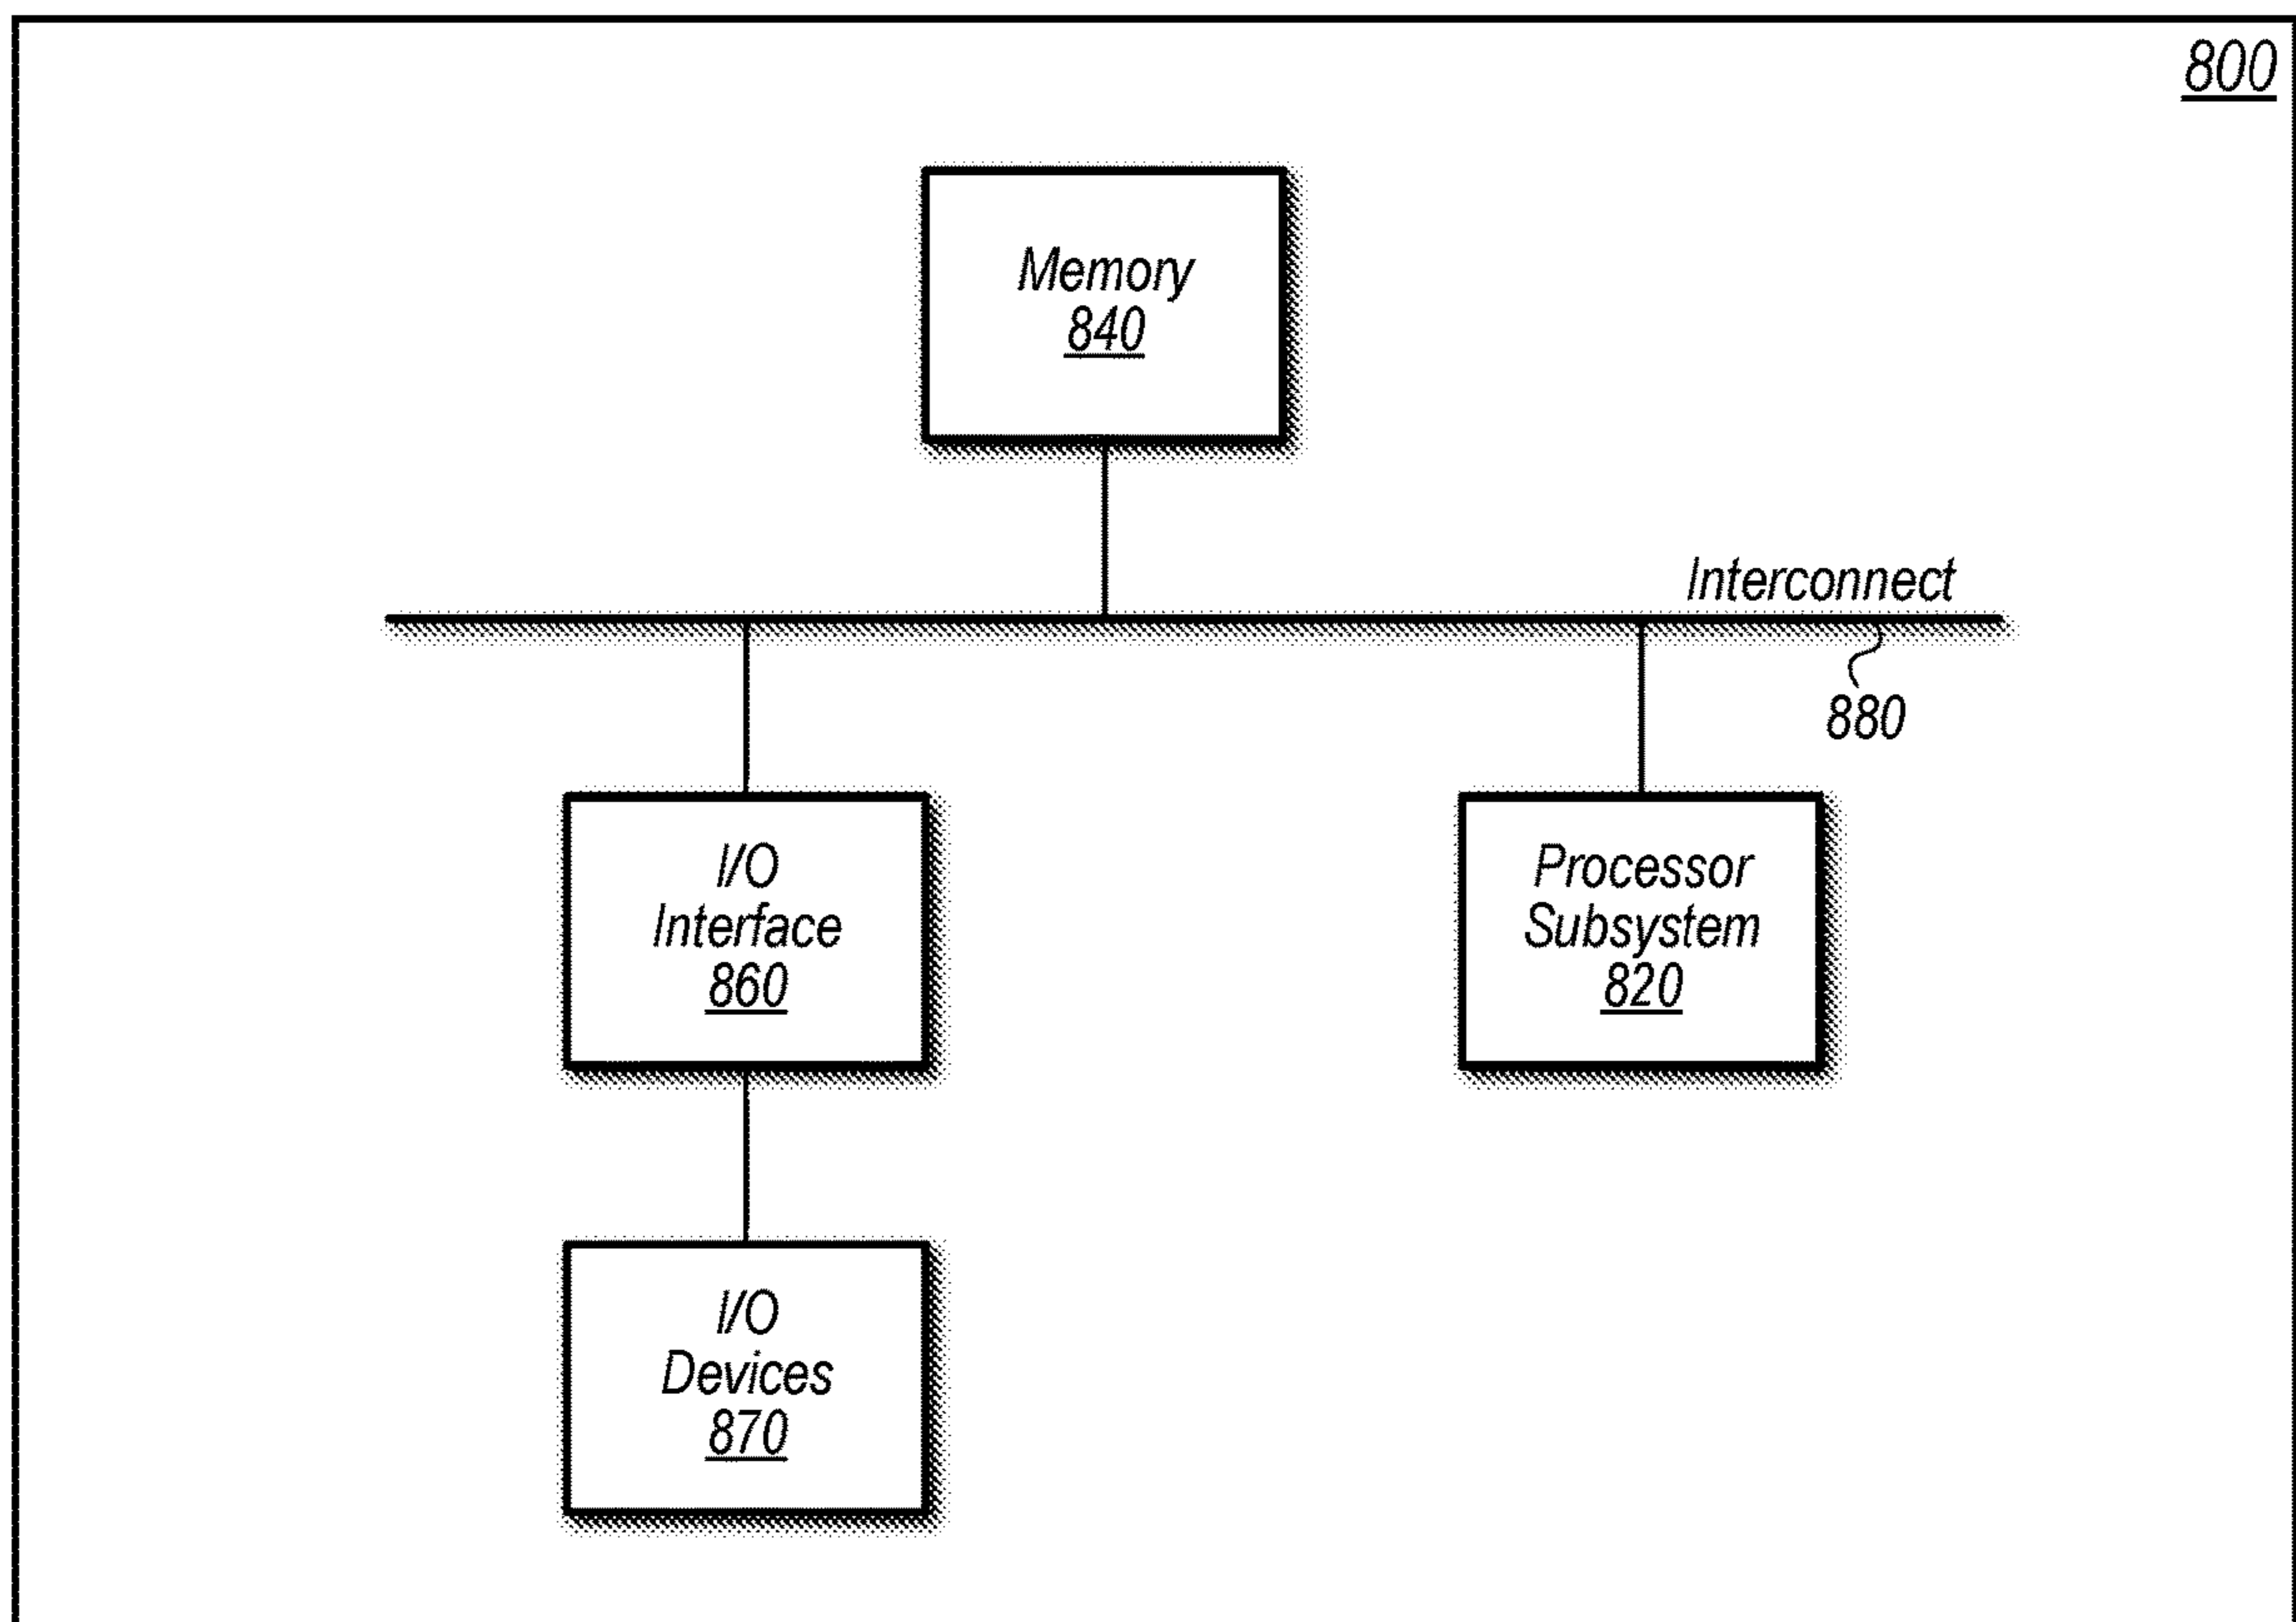 800
Memory
840
Interconnect
880
I/O
Interface
860
Processor
Subsystem
820
I/O
Devices
870